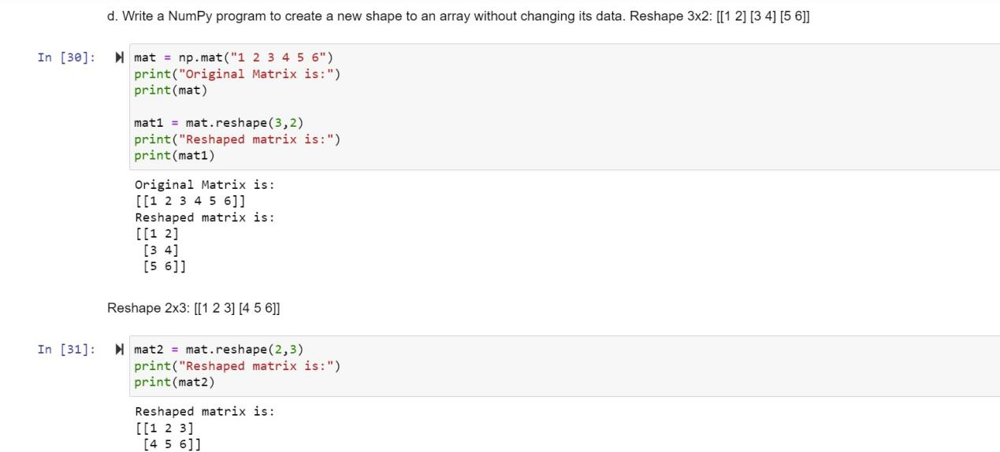 d. Write a NumPy program to create a new shape to an array without changing its data. Reshape 3x2: [[1 2] [3 4] [5 6]]
In [30]: mat = np.mat("1 2 3 4 5 6")
print("Original Matrix is:")
print(mat)
mat1 = mat.reshape(3,2)
print("Reshaped matrix is:")
print(mat1)
Original Matrix is:
[[1 2 3 4 5 6]]
Reshaped matrix is:
[[1 2]
[3 4]
[5 6]]
Reshape 2x3: [[1 2 3] [4 5 6]]
In [31]: mat2 = mat.reshape(2,3)
print("Reshaped matrix is:")
print(mat2)
Reshaped matrix is:
[[1 2 3]
[4 5 6]]